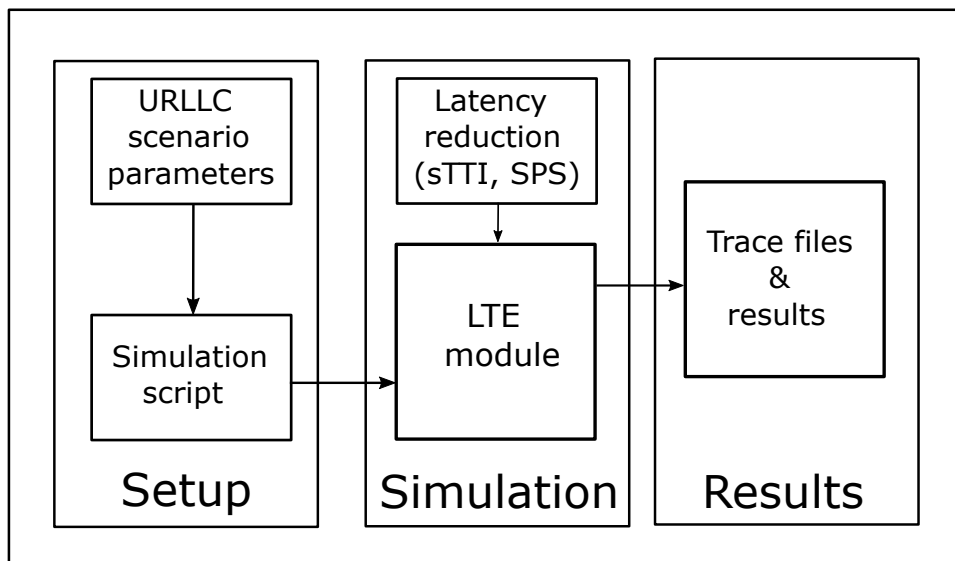 URLLC
scenario
parameters
Simulation
script
Setup
Latency
reduction
(sTTI, SPS)
LTE
module
Simulation
Trace files
&
results
Results